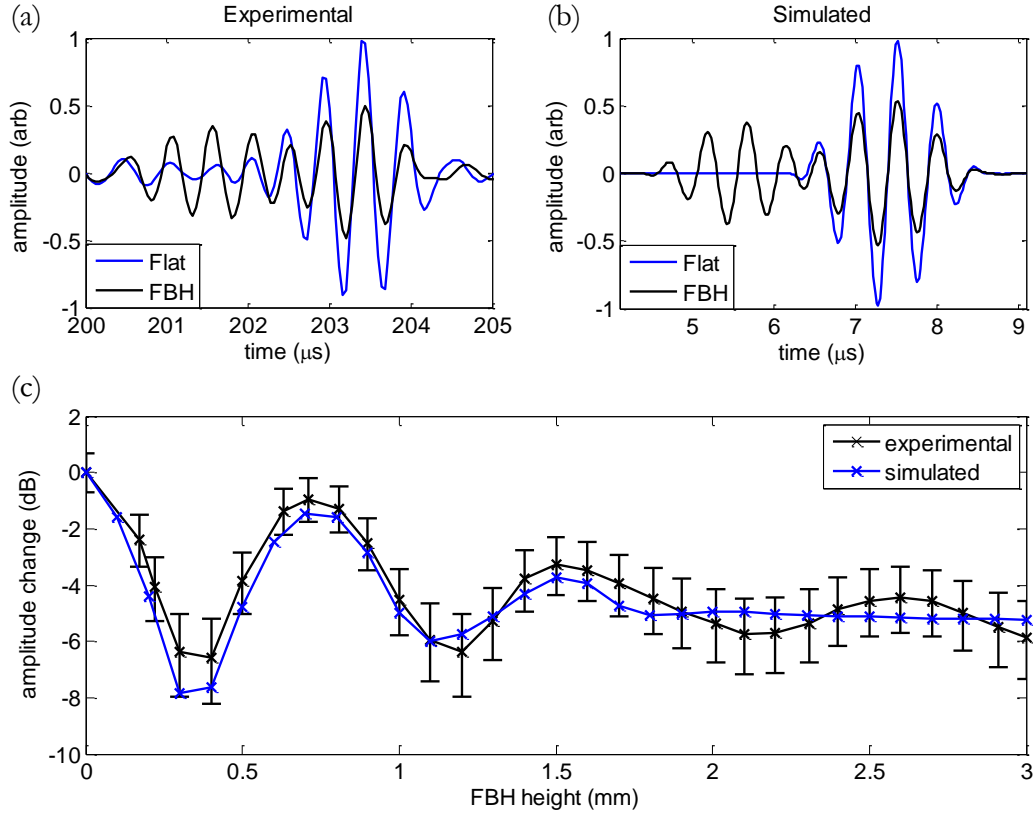 (a)
Experimental
amplitude (arb)
1
0.5
0
-0.5
-1
Flat
FBH
200 201 202 203 204 205
time (μs)
(b)
Simulated
amplitude (arb)
1
0.5
0
-0.5
-1
Flat
FBH
5 6 7 8 9
time (μs)
(c)
amplitude change (dB)
2
0
-2
-4
-6
-8
-10
experimental
simulated
0 0.5 1 1.5 2 2.5 3
FBH height (mm)